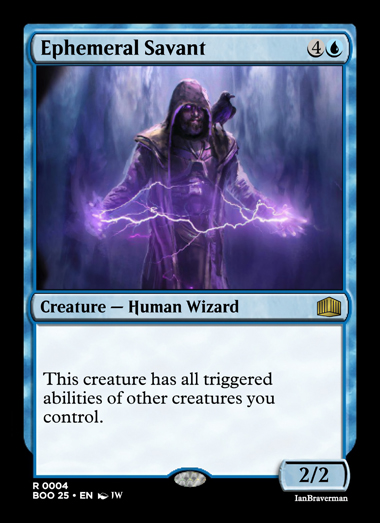 Ephemeral Savant 4
Creature — Human Wizard
This creature has all triggered
abilities of other creatures you
control.
2/2
R 0004
BOO 25 • EN IW
IanBraverman